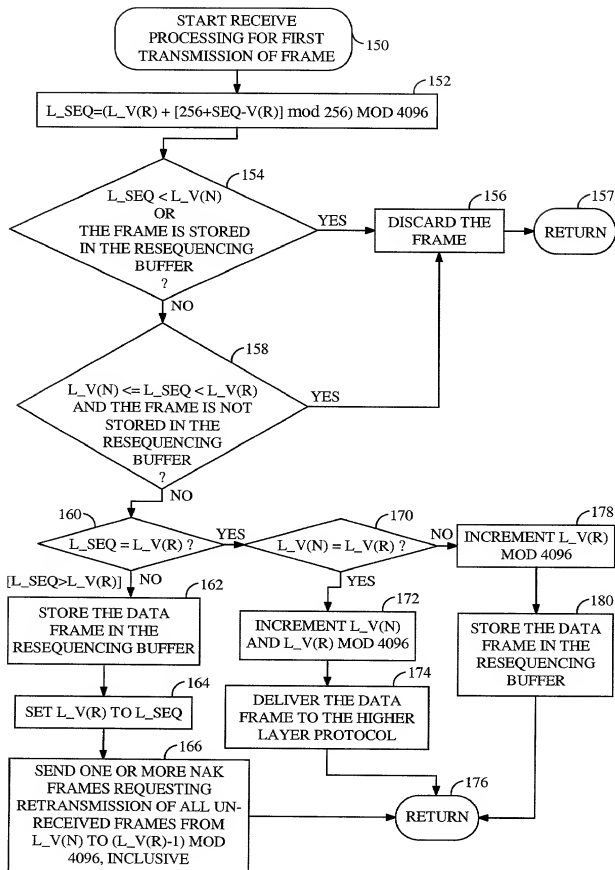 START RECEIVE
PROCESSING FOR FIRST
TRANSMISSION OF FRAME
150
152
L_SEQ=(L_V(R) + [256+SEQ-V(R)] mod 256) MOD 4096
154
L_SEQ < L_V(N)
OR
THE FRAME IS STORED
IN THE RESEQUENCING
BUFFER
?
YES
156
DISCARD THE
FRAME
157
RETURN
NO
158
L_V(N) <= L_SEQ < L_V(R)
AND THE FRAME IS NOT
STORED IN THE
RESEQUENCING
BUFFER
?
YES
NO
160
L_SEQ = L_V(R) ?
YES
170
L_V(N) = L_V(R) ?
NO
178
INCREMENT L_V(R)
MOD 4096
[L_SEQ>L_V(R)]
NO
162
STORE THE DATA
FRAME IN THE
RESEQUENCING BUFFER
YES
172
INCREMENT L_V(N)
AND L_V(R) MOD 4096
180
STORE THE DATA
FRAME IN THE
RESEQUENCING
BUFFER
164
SET L_V(R) TO L_SEQ
174
DELIVER THE DATA
FRAME TO THE HIGHER
LAYER PROTOCOL
166
SEND ONE OR MORE NAK
FRAMES REQUESTING
RETRANSMISSION OF ALL UN-
RECEIVED FRAMES FROM
L_V(N) TO (L_V(R)-1) MOD
4096, INCLUSIVE
176
RETURN